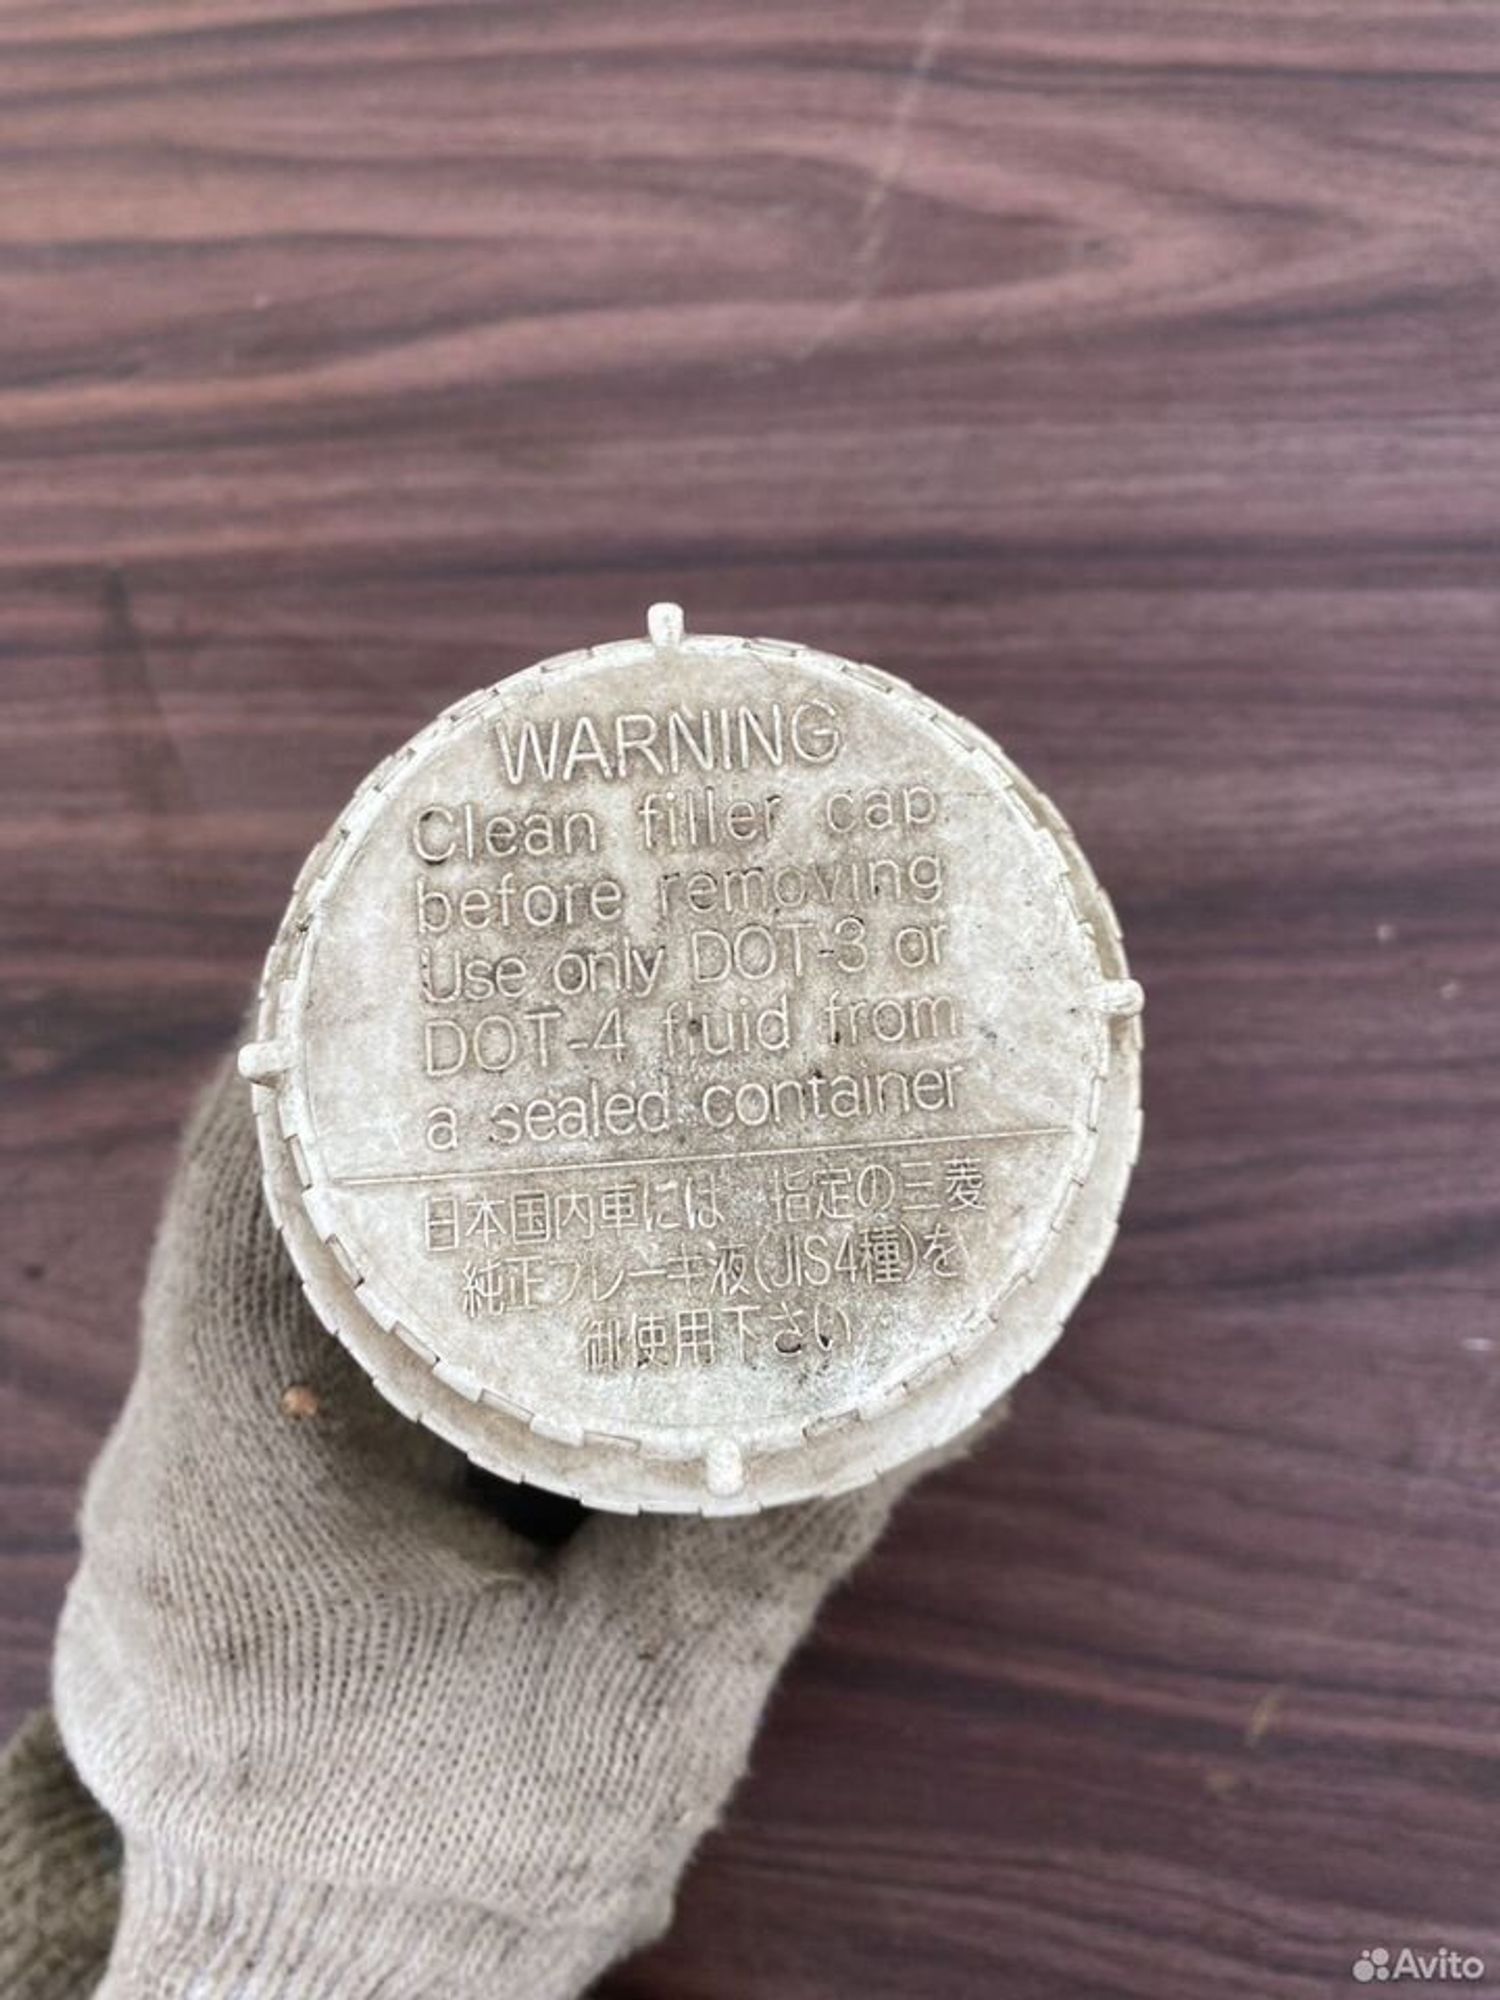 WARNING
Clean filler cap
before removing
Use only DOT-3 or
DOT-4 fluid from
a sealed container
日本国内車には 指定の三菱
純正ブレーキ液(JIS4種)を
御使用下さい
Avito